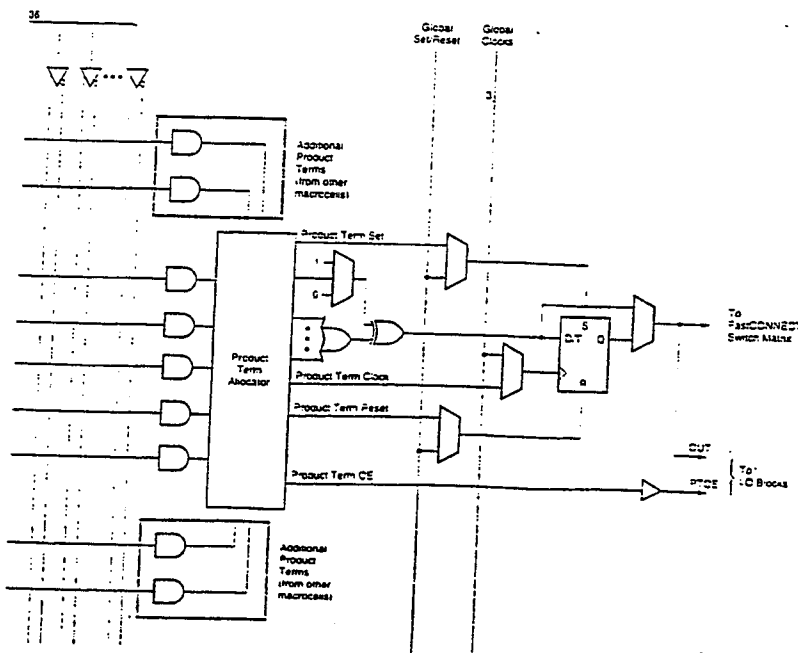 36
Global
Set/Reset
Global
Clocks
3
Additional
Product
Terms
(from other
macrocells)
Product Term Set
1
0
Product
Term
Allocator
S
D/T Q
R
To
FastCONNECT
Switch Matrix
Product Term Clock
Product Term Reset
Product Term OE
OUT
PTOE
To
I/O Blocks
Additional
Product
Terms
(from other
macrocells)